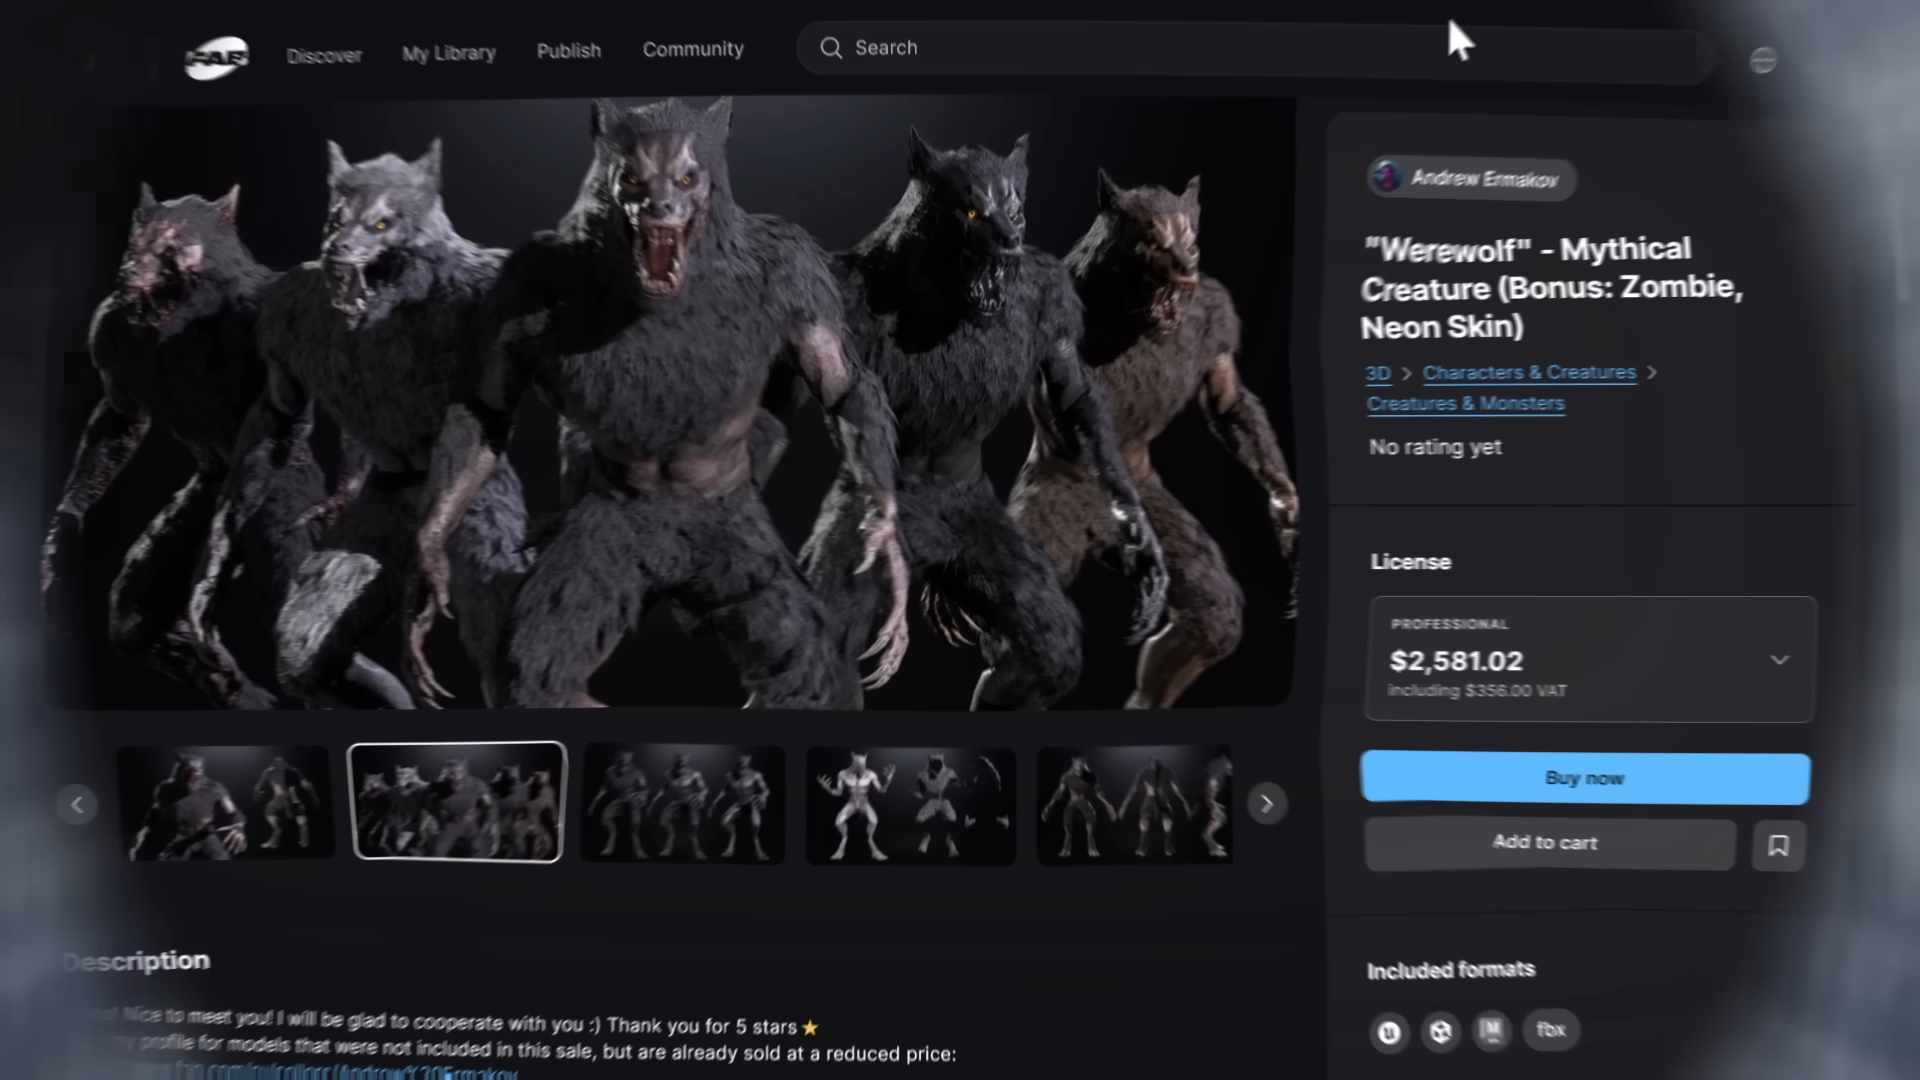 FAB
Discover
My Library
Publish
Community
Search
Andrew Ermakov
"Werewolf" - Mythical
Creature (Bonus: Zombie,
Neon Skin)
3D > Characters & Creatures >
Creatures & Monsters
No rating yet
License
PROFESSIONAL
$2,581.02
including $356.00 VAT
Buy now
Add to cart
Description
Nice to meet you! I will be glad to cooperate with you :) Thank you for 5 stars ⭐
my profile for models that were not included in this sale, but are already sold at a reduced price:
Included formats
fbx